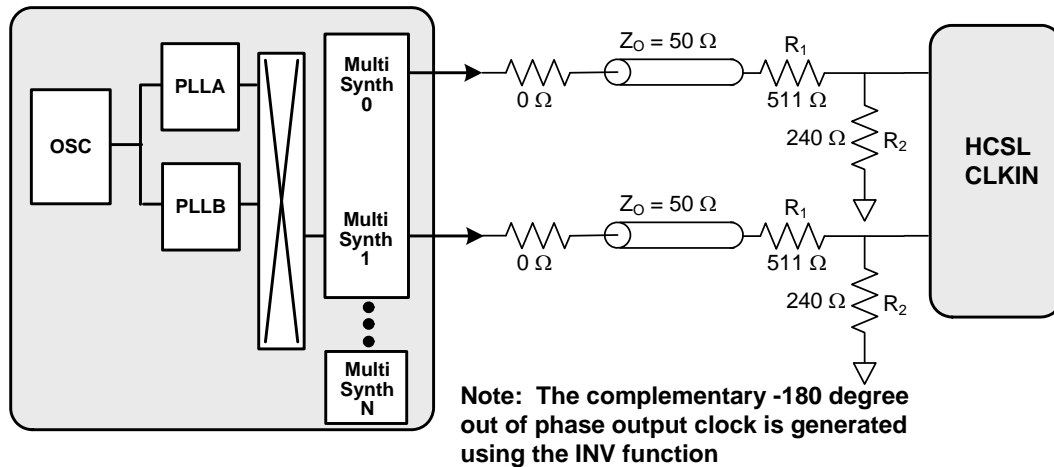 OSC
PLLA
PLLB
Multi
Synth
0
Multi
Synth
1
Multi
Synth
N
0 Ω
Z_O = 50 Ω
R_1
511 Ω
240 Ω
R_2
0 Ω
Z_O = 50 Ω
R_1
511 Ω
240 Ω
R_2
HCSL
CLKIN
Note: The complementary -180 degree
out of phase output clock is generated
using the INV function